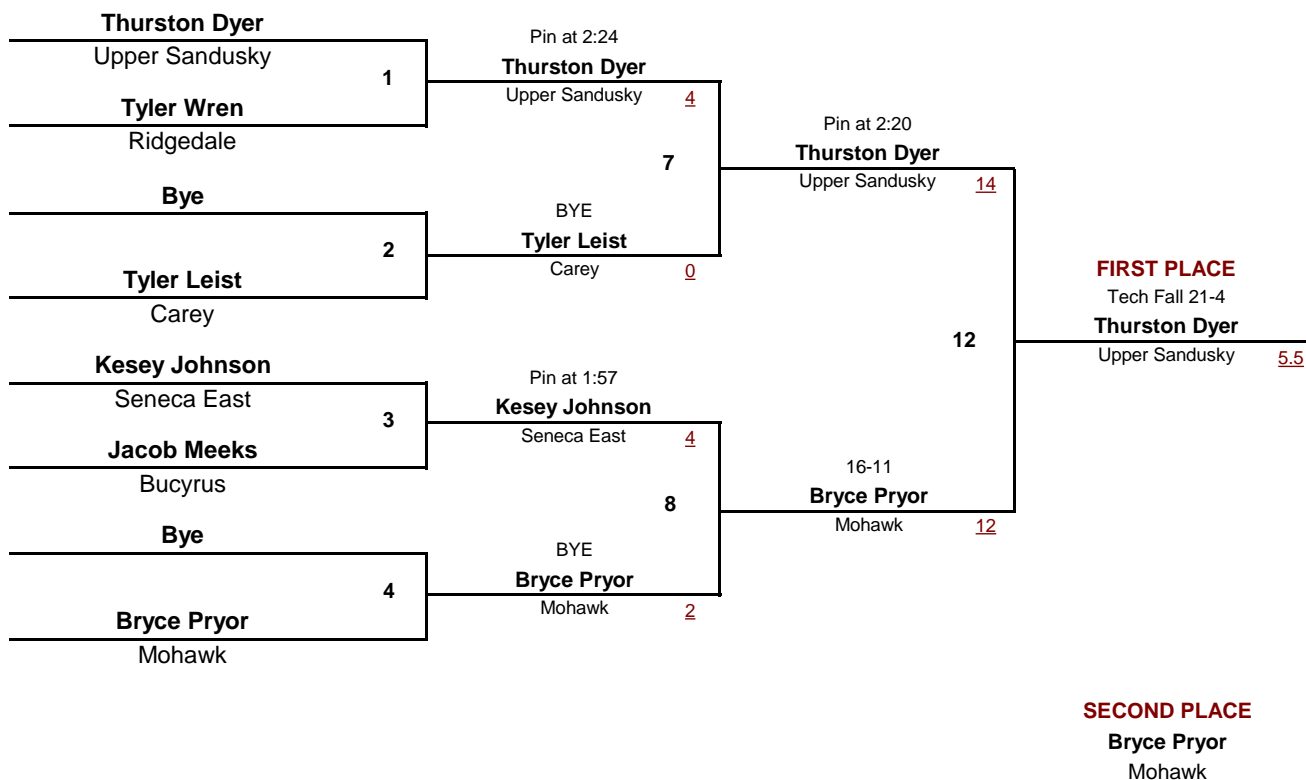 Thurston Dyer
Upper Sandusky
1
Tyler Wren
Ridgedale
Bye
2
Tyler Leist
Carey
Kesey Johnson
Seneca East
3
Jacob Meeks
Bucyrus
Bye
4
Bryce Pryor
Mohawk
Pin at 2:24
Thurston Dyer
Upper Sandusky 4
7
BYE
Tyler Leist
Carey 0
Pin at 1:57
Kesey Johnson
Seneca East 4
8
BYE
Bryce Pryor
Mohawk 2
Pin at 2:20
Thurston Dyer
Upper Sandusky 14
12
16-11
Bryce Pryor
Mohawk 12
FIRST PLACE
Tech Fall 21-4
Thurston Dyer
Upper Sandusky 5.5
SECOND PLACE
Bryce Pryor
Mohawk